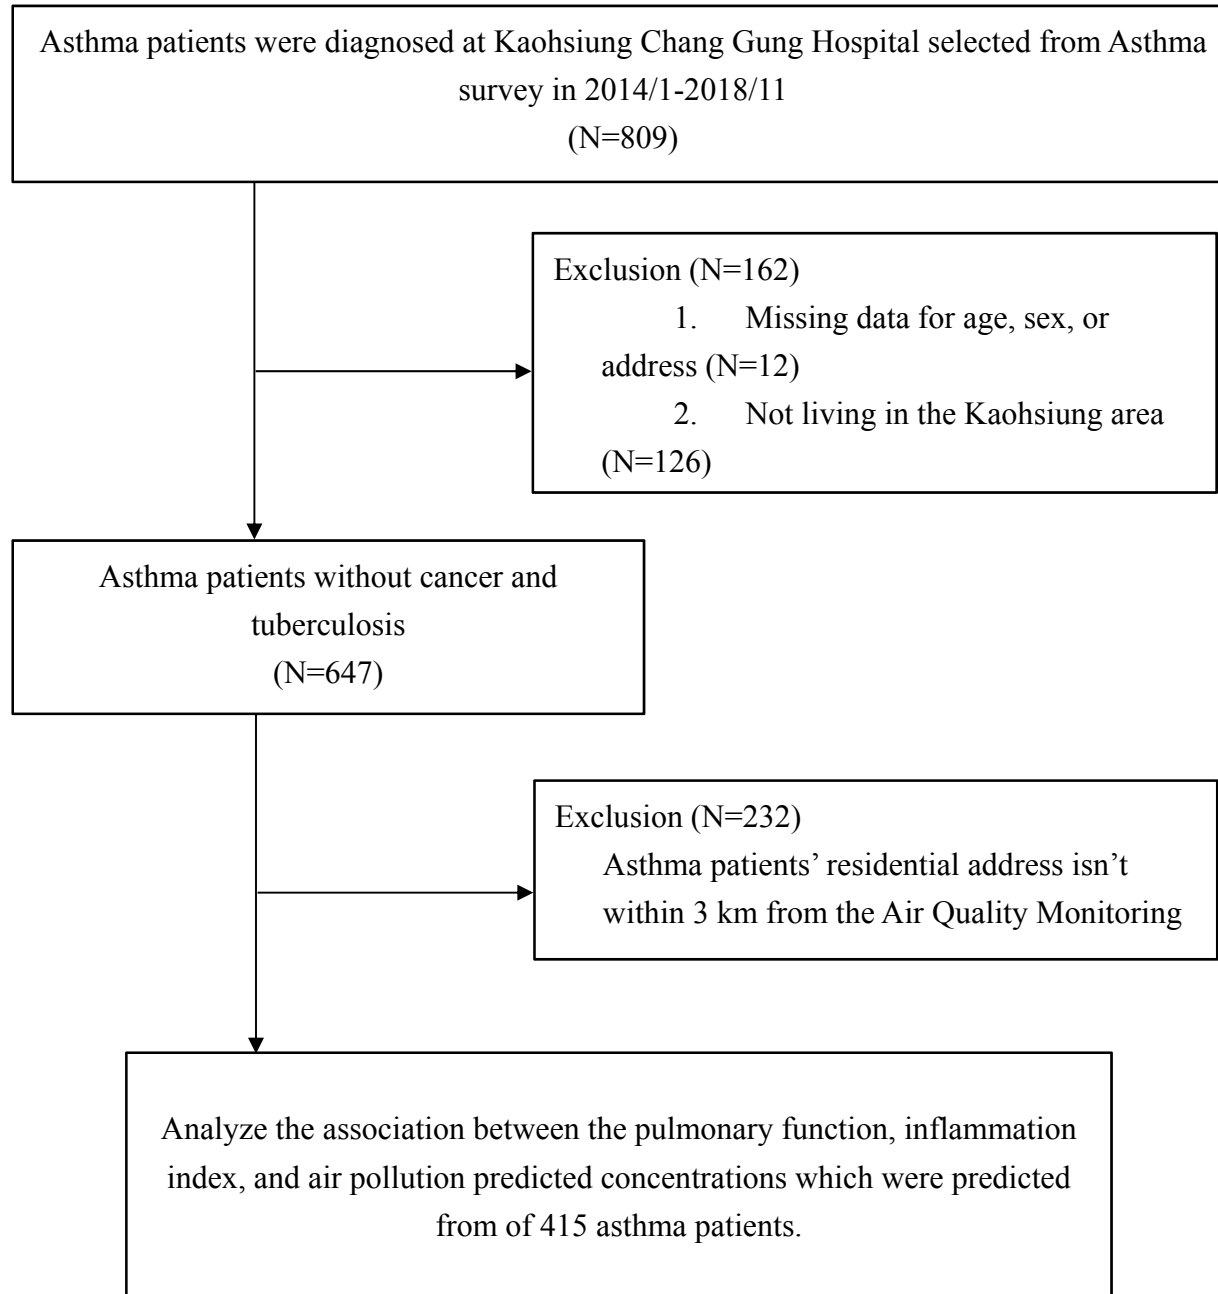 Asthma patients were diagnosed at Kaohsiung Chang Gung Hospital selected from Asthma
survey in 2014/1-2018/11
(N=809)
Exclusion (N=162)
1. Missing data for age, sex, or
address (N=12)
2. Not living in the Kaohsiung area
(N=126)
Asthma patients without cancer and
tuberculosis
(N=647)
Exclusion (N=232)
Asthma patients’ residential address isn’t
within 3 km from the Air Quality Monitoring
Analyze the association between the pulmonary function, inflammation
index, and air pollution predicted concentrations which were predicted
from of 415 asthma patients.